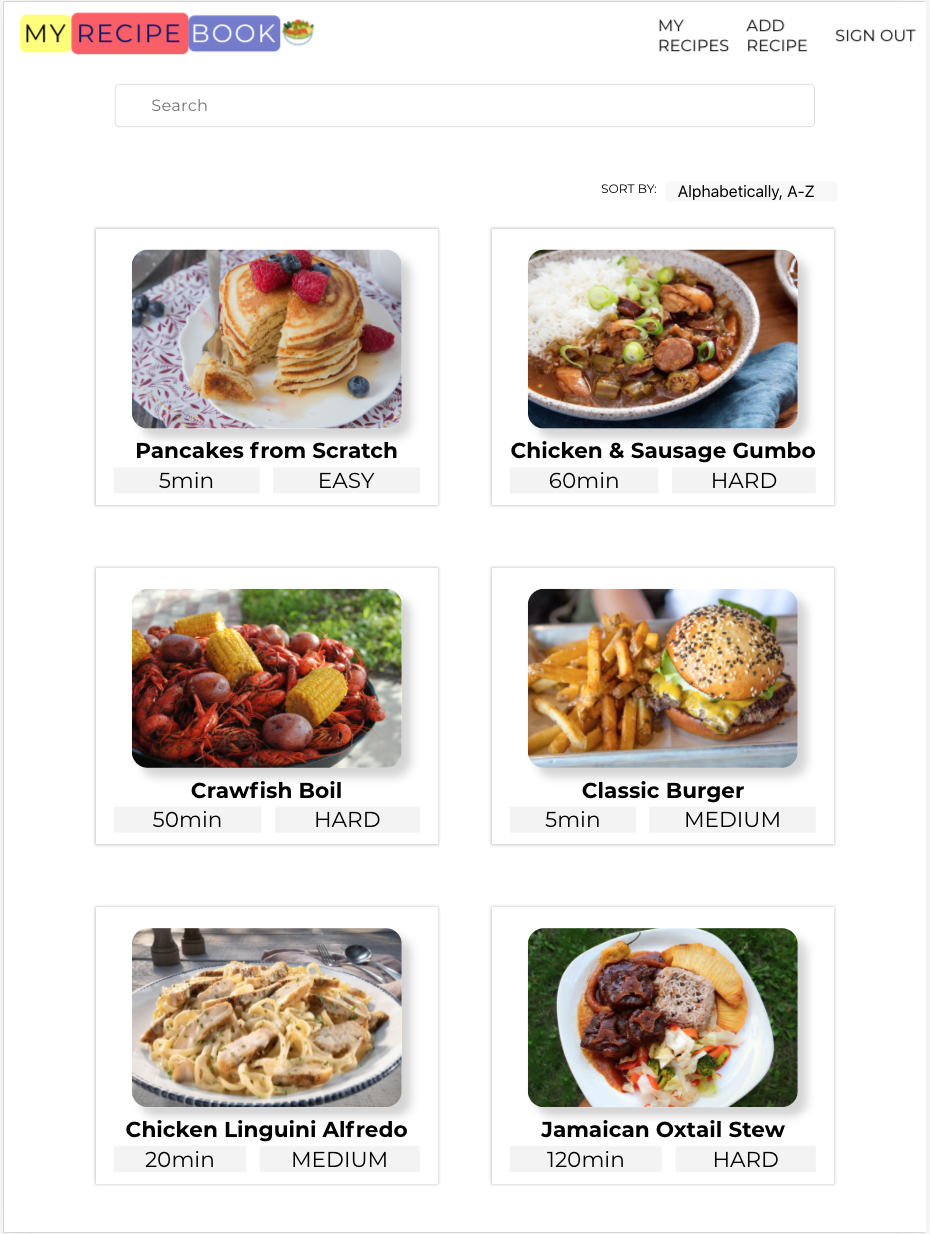 MY RECIPE BOOK
MY
RECIPES
ADD
RECIPE
SIGN OUT
Search
SORT BY: Alphabetically, A-Z
Pancakes from Scratch
5min EASY
Chicken & Sausage Gumbo
60min HARD
Crawfish Boil
50min HARD
Classic Burger
5min MEDIUM
Chicken Linguini Alfredo
20min MEDIUM
Jamaican Oxtail Stew
120min HARD